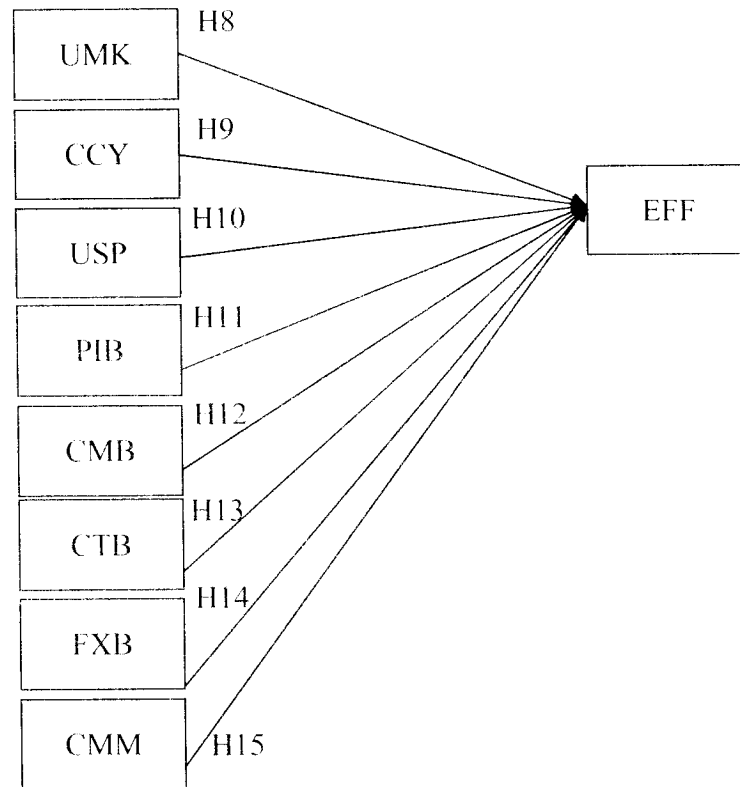 H8
UMK
H9
CCY
EFF
H10
USP
H11
PIB
H12
CMB
H13
CTB
H14
FXB
CMM
H15